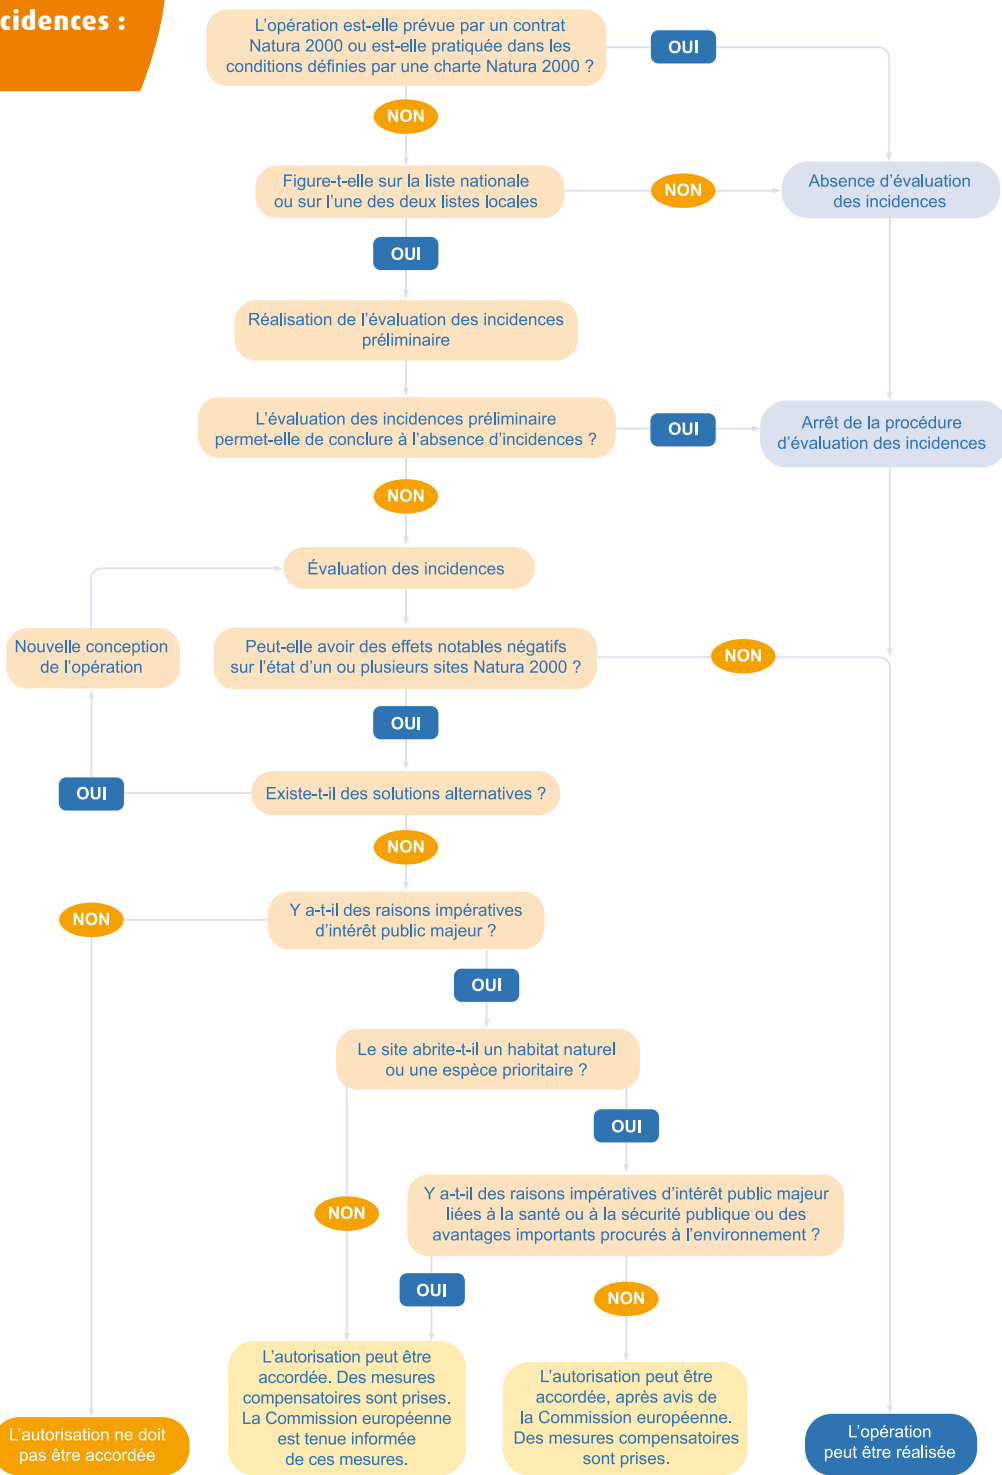 cidences :
L’opération est-elle prévue par un contrat
Natura 2000 ou est-elle pratiquée dans les
conditions définies par une charte Natura 2000 ?
OUI
NON
Figure-t-elle sur la liste nationale
ou sur l’une des deux listes locales
NON
Absence d’évaluation
des incidences
OUI
Réalisation de l’évaluation des incidences
préliminaire
L’évaluation des incidences préliminaire
permet-elle de conclure à l’absence d’incidences ?
OUI
Arrêt de la procédure
d’évaluation des incidences
NON
Évaluation des incidences
Nouvelle conception
de l’opération
Peut-elle avoir des effets notables négatifs
sur l’état d’un ou plusieurs sites Natura 2000 ?
NON
OUI
OUI
Existe-t-il des solutions alternatives ?
NON
NON
Y a-t-il des raisons impératives
d’intérêt public majeur ?
OUI
Le site abrite-t-il un habitat naturel
ou une espèce prioritaire ?
OUI
NON
Y a-t-il des raisons impératives d’intérêt public majeur
liées à la santé ou à la sécurité publique ou des
avantages importants procurés à l’environnement ?
OUI
NON
L’autorisation ne doit
pas être accordée
L’autorisation peut être
accordée. Des mesures
compensatoires sont prises.
La Commission européenne
est tenue informée
de ces mesures.
L’autorisation peut être
accordée, après avis de
la Commission européenne.
Des mesures compensatoires
sont prises.
L’opération
peut être réalisée